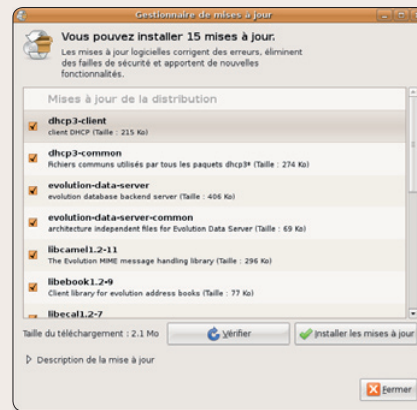 Gestionnaire de mises à jour
Vous pouvez installer 15 mises à jour.
Les mises à jour logicielles corrigent des erreurs, éliminent
des failles de sécurité et apportent de nouvelles
fonctionnalités.
Mises à jour de la distribution
dhcp3-client
client DHCP (Taille : 215 Ko)
dhcp3-common
Fichiers communs utilisés par tous les paquets dhcp3* (Taille : 274 Ko)
evolution-data-server
evolution database backend server (Taille : 406 Ko)
evolution-data-server-common
architecture independent files for Evolution Data Server (Taille : 69 Ko)
libcamel1.2-11
The Evolution MIME message handling library (Taille : 296 Ko)
libebook1.2-9
Client library for evolution address books (Taille : 77 Ko)
libecal1.2-7
Taille du téléchargement : 2.1 Mo
Vérifier
Installer les mises à jour
Description de la mise à jour
Fermer